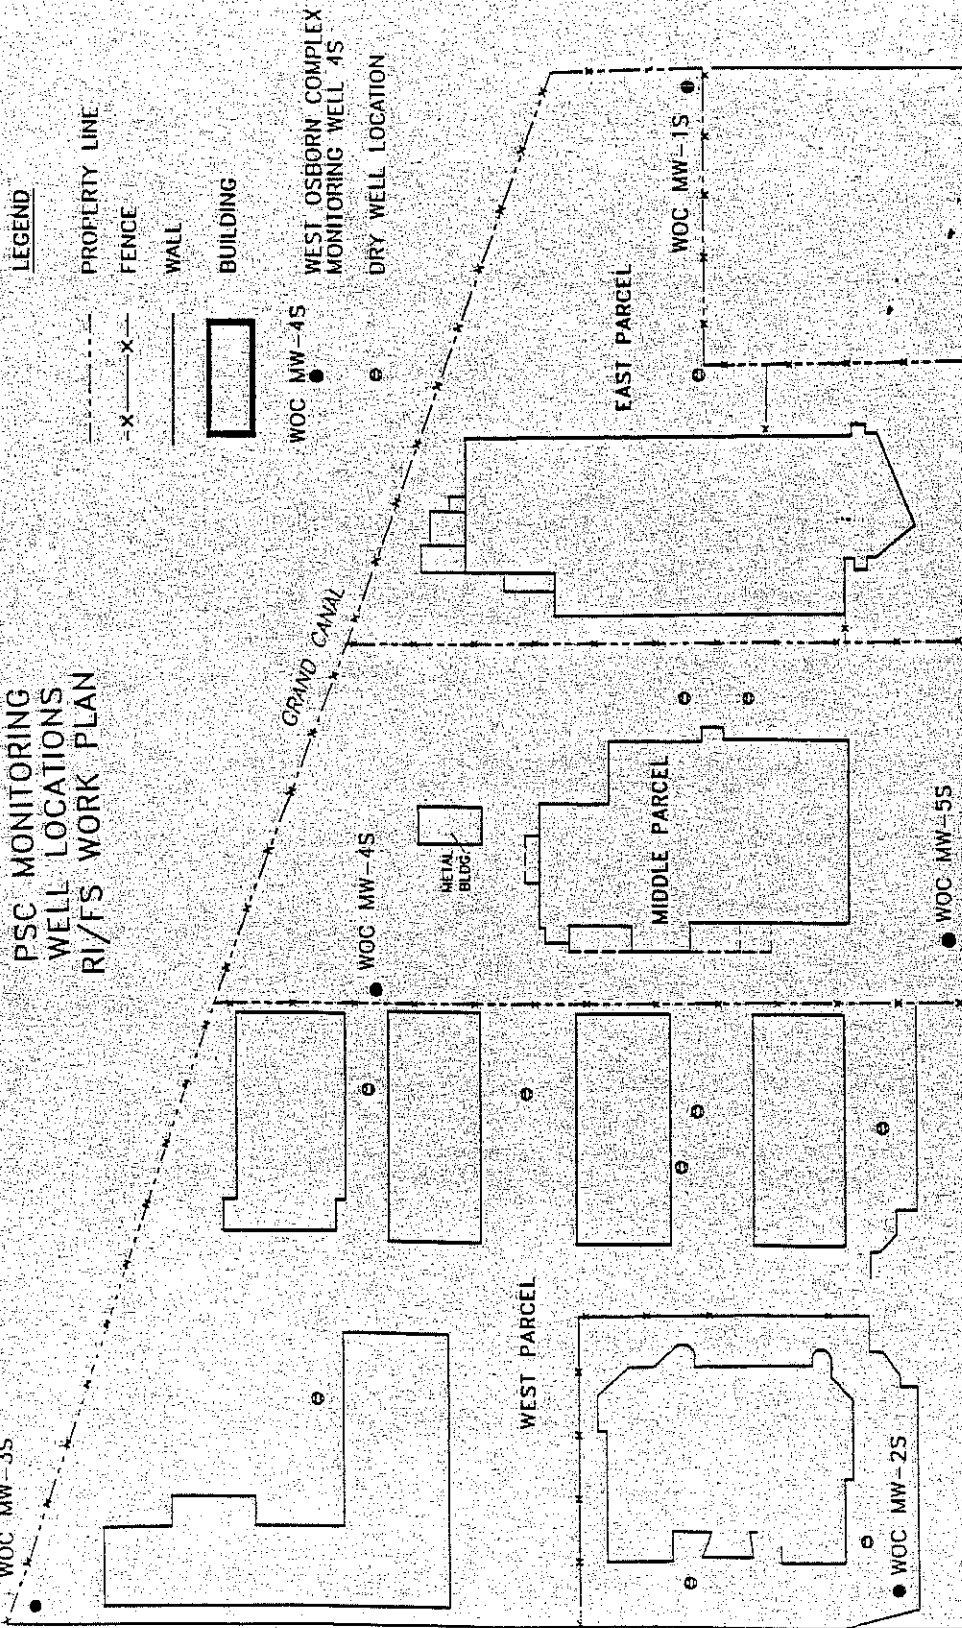 PSC MONITORING
WELL LOCATIONS
RI/FS WORK PLAN
LEGEND
PROPERTY LINE
FENCE
WALL
BUILDING
WOC MW-4S
WEST OSBORN COMPLEX
MONITORING WELL 4S
DRY WELL LOCATION
WOC MW-3S
GRAND CANAL
WOC MW-4S
METAL
BLDG.
EAST PARCEL
WOC MW-1S
MIDDLE PARCEL
WEST PARCEL
WOC MW-2S
WOC MW-5S